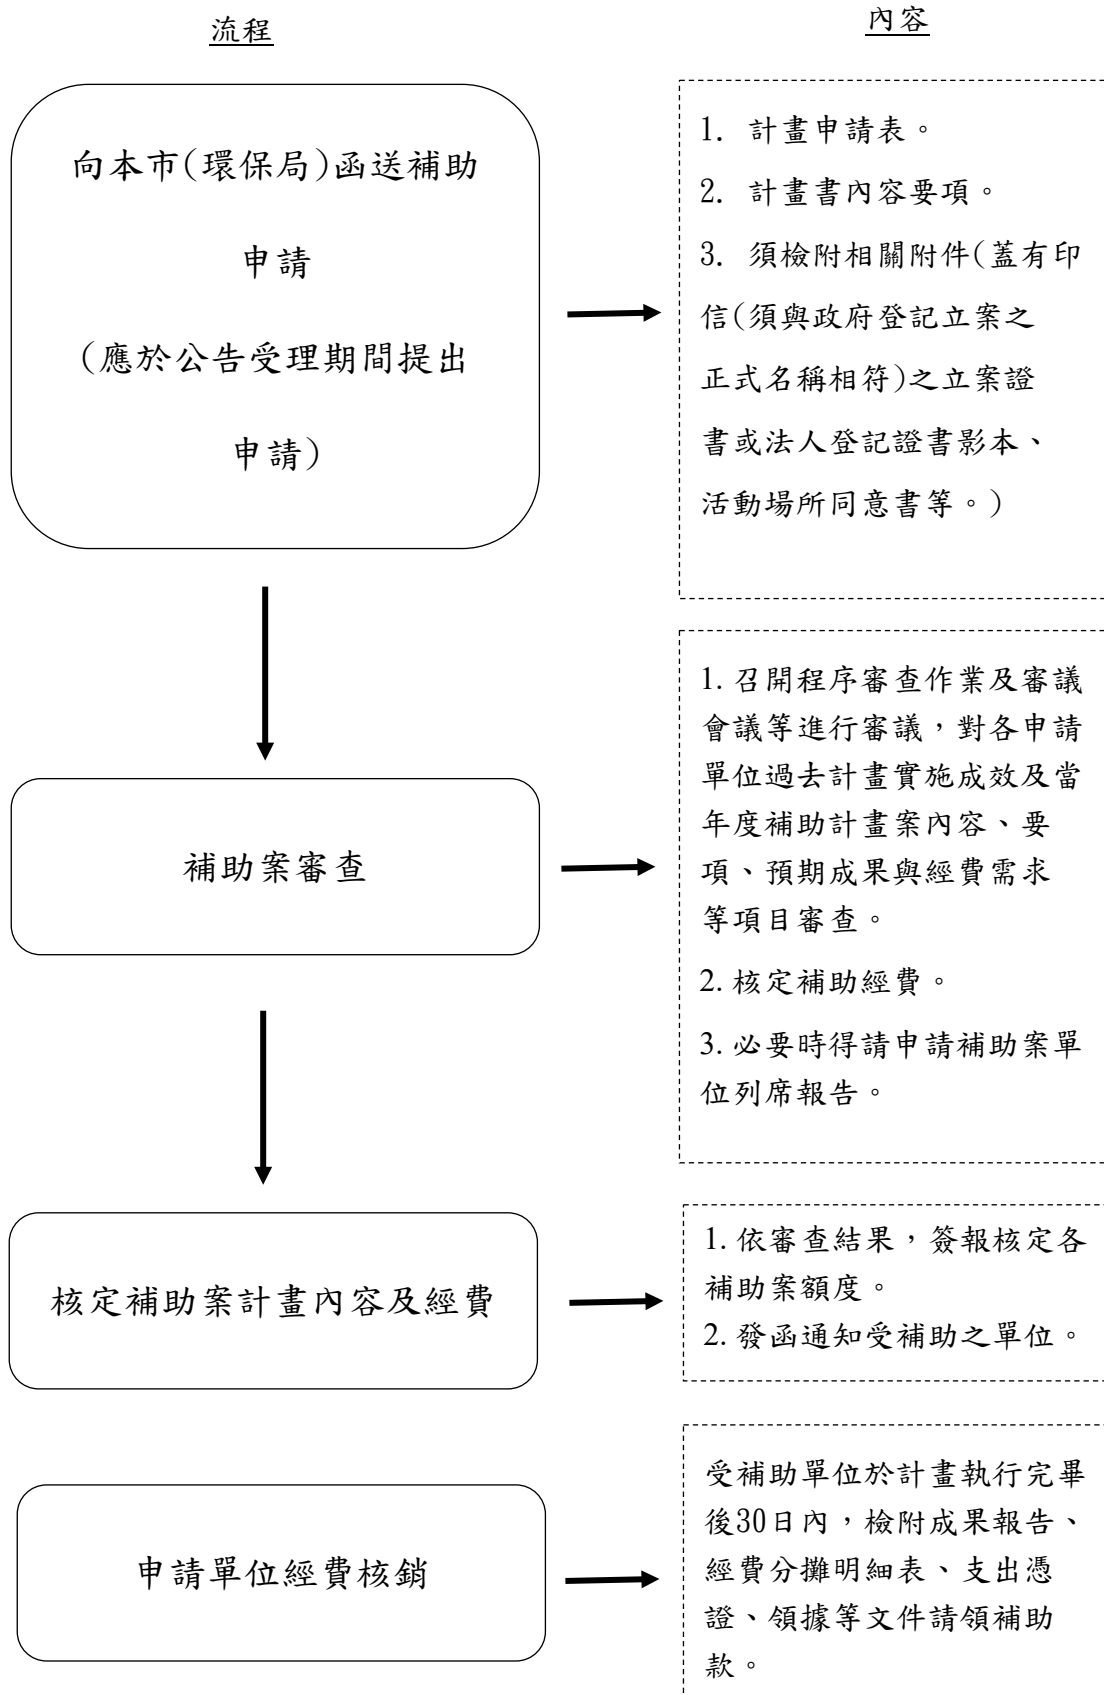 流程
內容
向本市(環保局)函送補助
申請
(應於公告受理期間提出
申請)
1. 計畫申請表。
2. 計畫書內容要項。
3. 須檢附相關附件(蓋有印
信(須與政府登記立案之
正式名稱相符)之立案證
書或法人登記證書影本、
活動場所同意書等。)
補助案審查
1.召開程序審查作業及審議
會議等進行審議，對各申請
單位過去計畫實施成效及當
年度補助計畫案內容、要
項、預期成果與經費需求
等項目審查。
2.核定補助經費。
3.必要時得請申請補助案單
位列席報告。
核定補助案計畫內容及經費
1.依審查結果，簽報核定各
補助案額度。
2.發函通知受補助之單位。
申請單位經費核銷
受補助單位於計畫執行完畢
後30日內，檢附成果報告、
經費分攤明細表、支出憑
證、領據等文件請領補助
款。